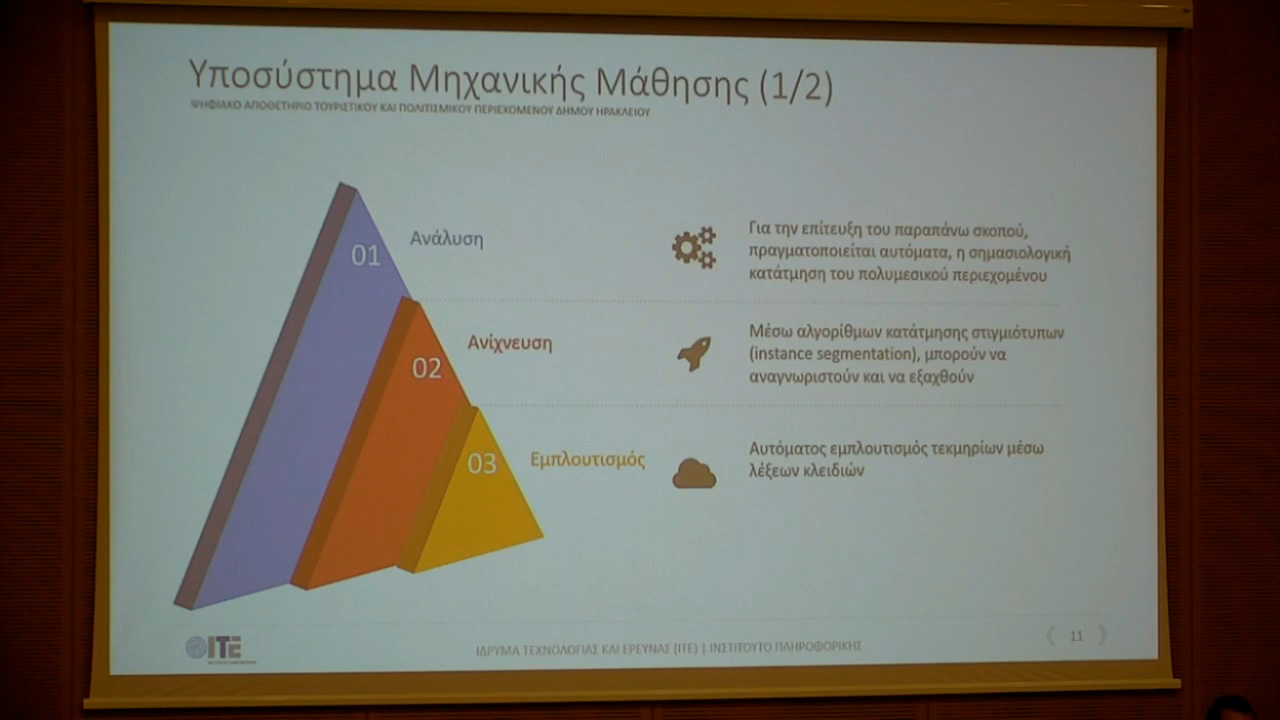 Υποσύστημα Μηχανικής Μάθησης (1/2)
ΨΗΦΙΑΚΟ ΑΠΟΘΕΤΗΡΙΟ ΤΟΥΡΙΣΤΙΚΟΥ ΚΑΙ ΠΟΛΙΤΙΣΜΙΚΟΥ ΠΕΡΙΕΧΟΜΕΝΟΥ ΔΗΜΟΥ ΗΡΑΚΛΕΙΟΥ
01
Ανάλυση
Για την επίτευξη του παραπάνω σκοπού,
πραγματοποιείται αυτόματα, η σημασιολογική
κατάτμηση του πολυμεσικού περιεχομένου
02
Ανίχνευση
Μέσω αλγορίθμων κατάτμησης στιγμιότυπων
(instance segmentation), μπορούν να
αναγνωριστούν και να εξαχθούν
03
Εμπλουτισμός
Αυτόματος εμπλουτισμός τεκμηρίων μέσω
λέξεων κλειδιών
ITE
ΙΔΡΥΜΑ ΤΕΧΝΟΛΟΓΙΑΣ ΚΑΙ ΕΡΕΥΝΑΣ (ΙΤΕ) | ΙΝΣΤΙΤΟΥΤΟ ΠΛΗΡΟΦΟΡΙΚΗΣ
11